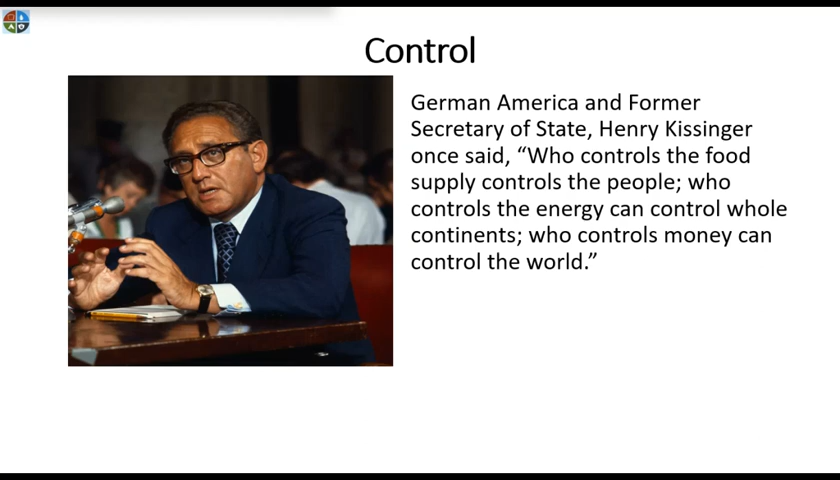 Control
German America and Former
Secretary of State, Henry Kissinger
once said, “Who controls the food
supply controls the people; who
controls the energy can control whole
continents; who controls money can
control the world.”